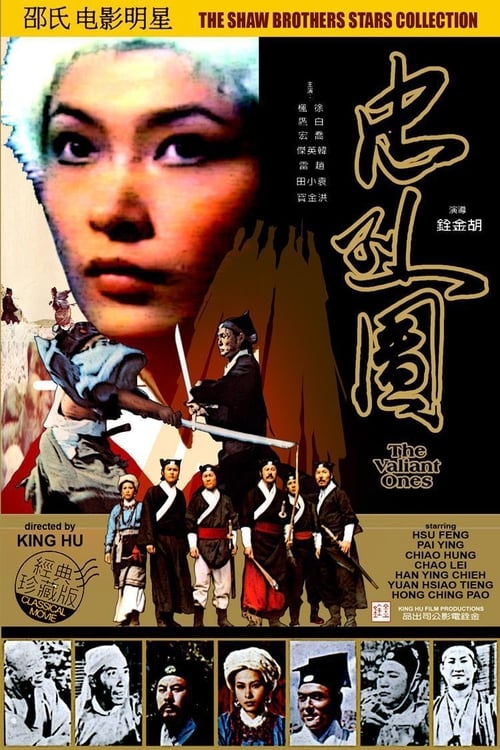 邵氏 电影明星
THE SHAW BROTHERS STARS COLLECTION
主演：
徐楓
白鷹
喬宏
韓英傑
趙雷
袁小田
洪金寶
忠烈圖
演導
胡金銓
The
Valiant
Ones
directed by
KING HU
經典
珍藏版
CLASSICAL MOVIE
starring
HSU FENG
PAI YING
CHIAO HUNG
CHAO LEI
HAN YING CHIEH
YUAN HSIAO TIENG
HONG CHING PAO
KING HU FILM PRODUCTIONS
金銓電影公司出品